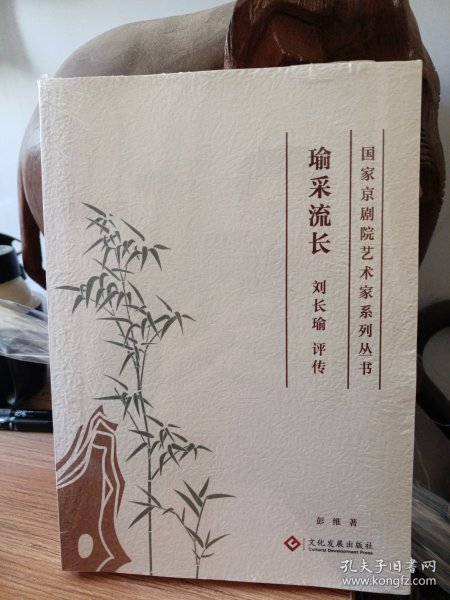 国家京剧院艺术家系列丛书
瑜采流长 刘长瑜 评传
彭维 著
文化发展出版社
Cultural Development Press
孔夫子旧书网
www.kongfz.com